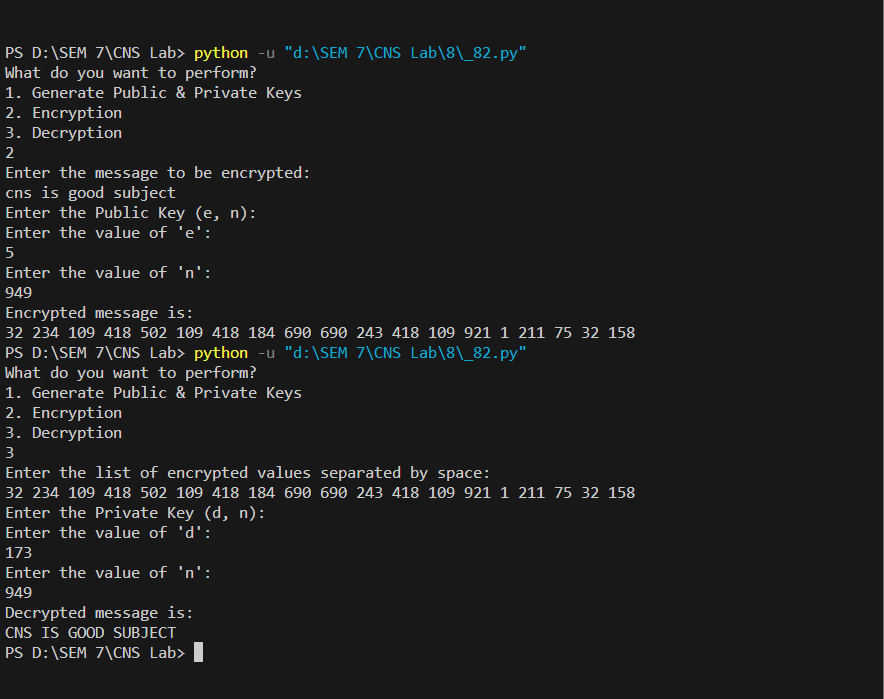 PS D:\SEM 7\CNS Lab> python -u "d:\SEM 7\CNS Lab\8\_82.py"
What do you want to perform?
1. Generate Public & Private Keys
2. Encryption
3. Decryption
2
Enter the message to be encrypted:
cns is good subject
Enter the Public Key (e, n):
Enter the value of 'e':
5
Enter the value of 'n':
949
Encrypted message is:
32 234 109 418 502 109 418 184 690 690 243 418 109 921 1 211 75 32 158
PS D:\SEM 7\CNS Lab> python -u "d:\SEM 7\CNS Lab\8\_82.py"
What do you want to perform?
1. Generate Public & Private Keys
2. Encryption
3. Decryption
3
Enter the list of encrypted values separated by space:
32 234 109 418 502 109 418 184 690 690 243 418 109 921 1 211 75 32 158
Enter the Private Key (d, n):
Enter the value of 'd':
173
Enter the value of 'n':
949
Decrypted message is:
CNS IS GOOD SUBJECT
PS D:\SEM 7\CNS Lab>